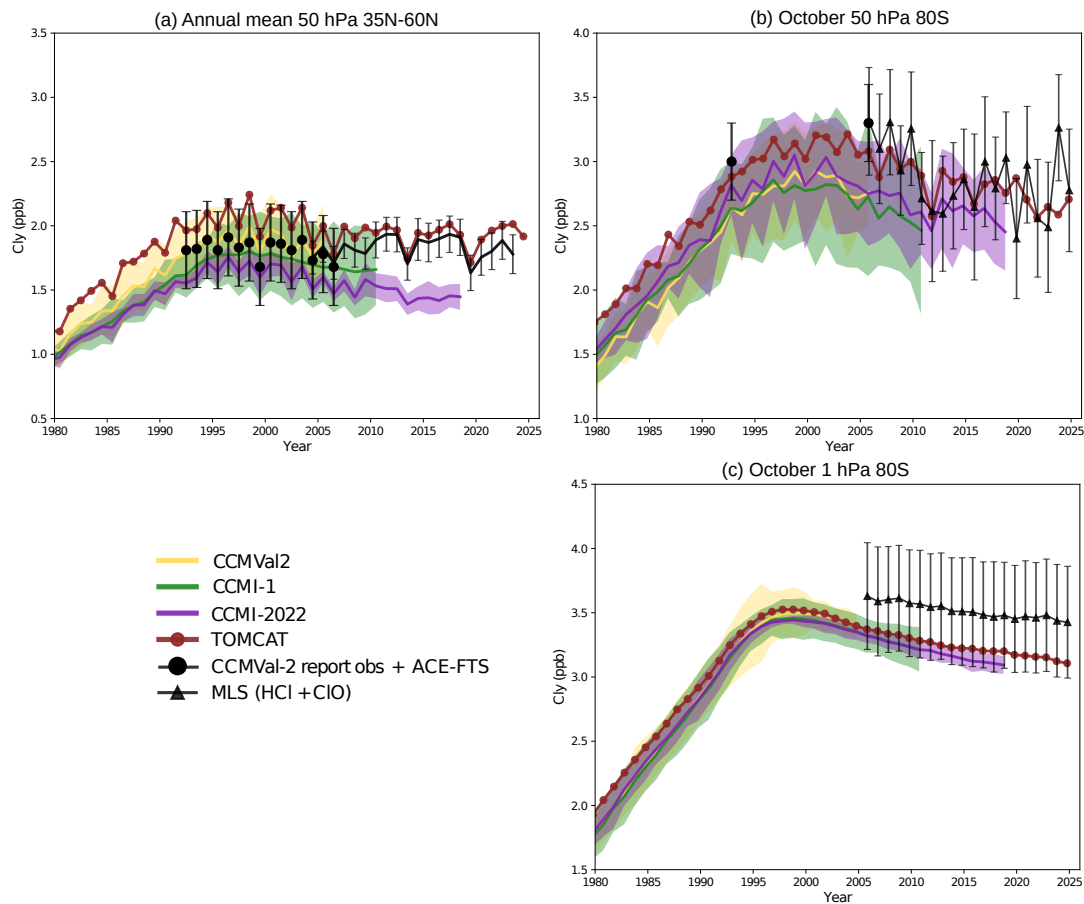 (a) Annual mean 50 hPa 35N-60N
3.5
3.0
2.5
2.0
1.5
1.0
0.5
Cly (ppb)
1980 1985 1990 1995 2000 2005 2010 2015 2020 2025
Year
(b) October 50 hPa 80S
4.0
3.5
3.0
2.5
2.0
1.5
1.0
Cly (ppb)
1980 1985 1990 1995 2000 2005 2010 2015 2020 2025
Year
CCMVal2
CCMI-1
CCMI-2022
TOMCAT
CCMVal-2 report obs + ACE-FTS
MLS (HCl +ClO)
(c) October 1 hPa 80S
4.5
4.0
3.5
3.0
2.5
2.0
1.5
Cly (ppb)
1980 1985 1990 1995 2000 2005 2010 2015 2020 2025
Year